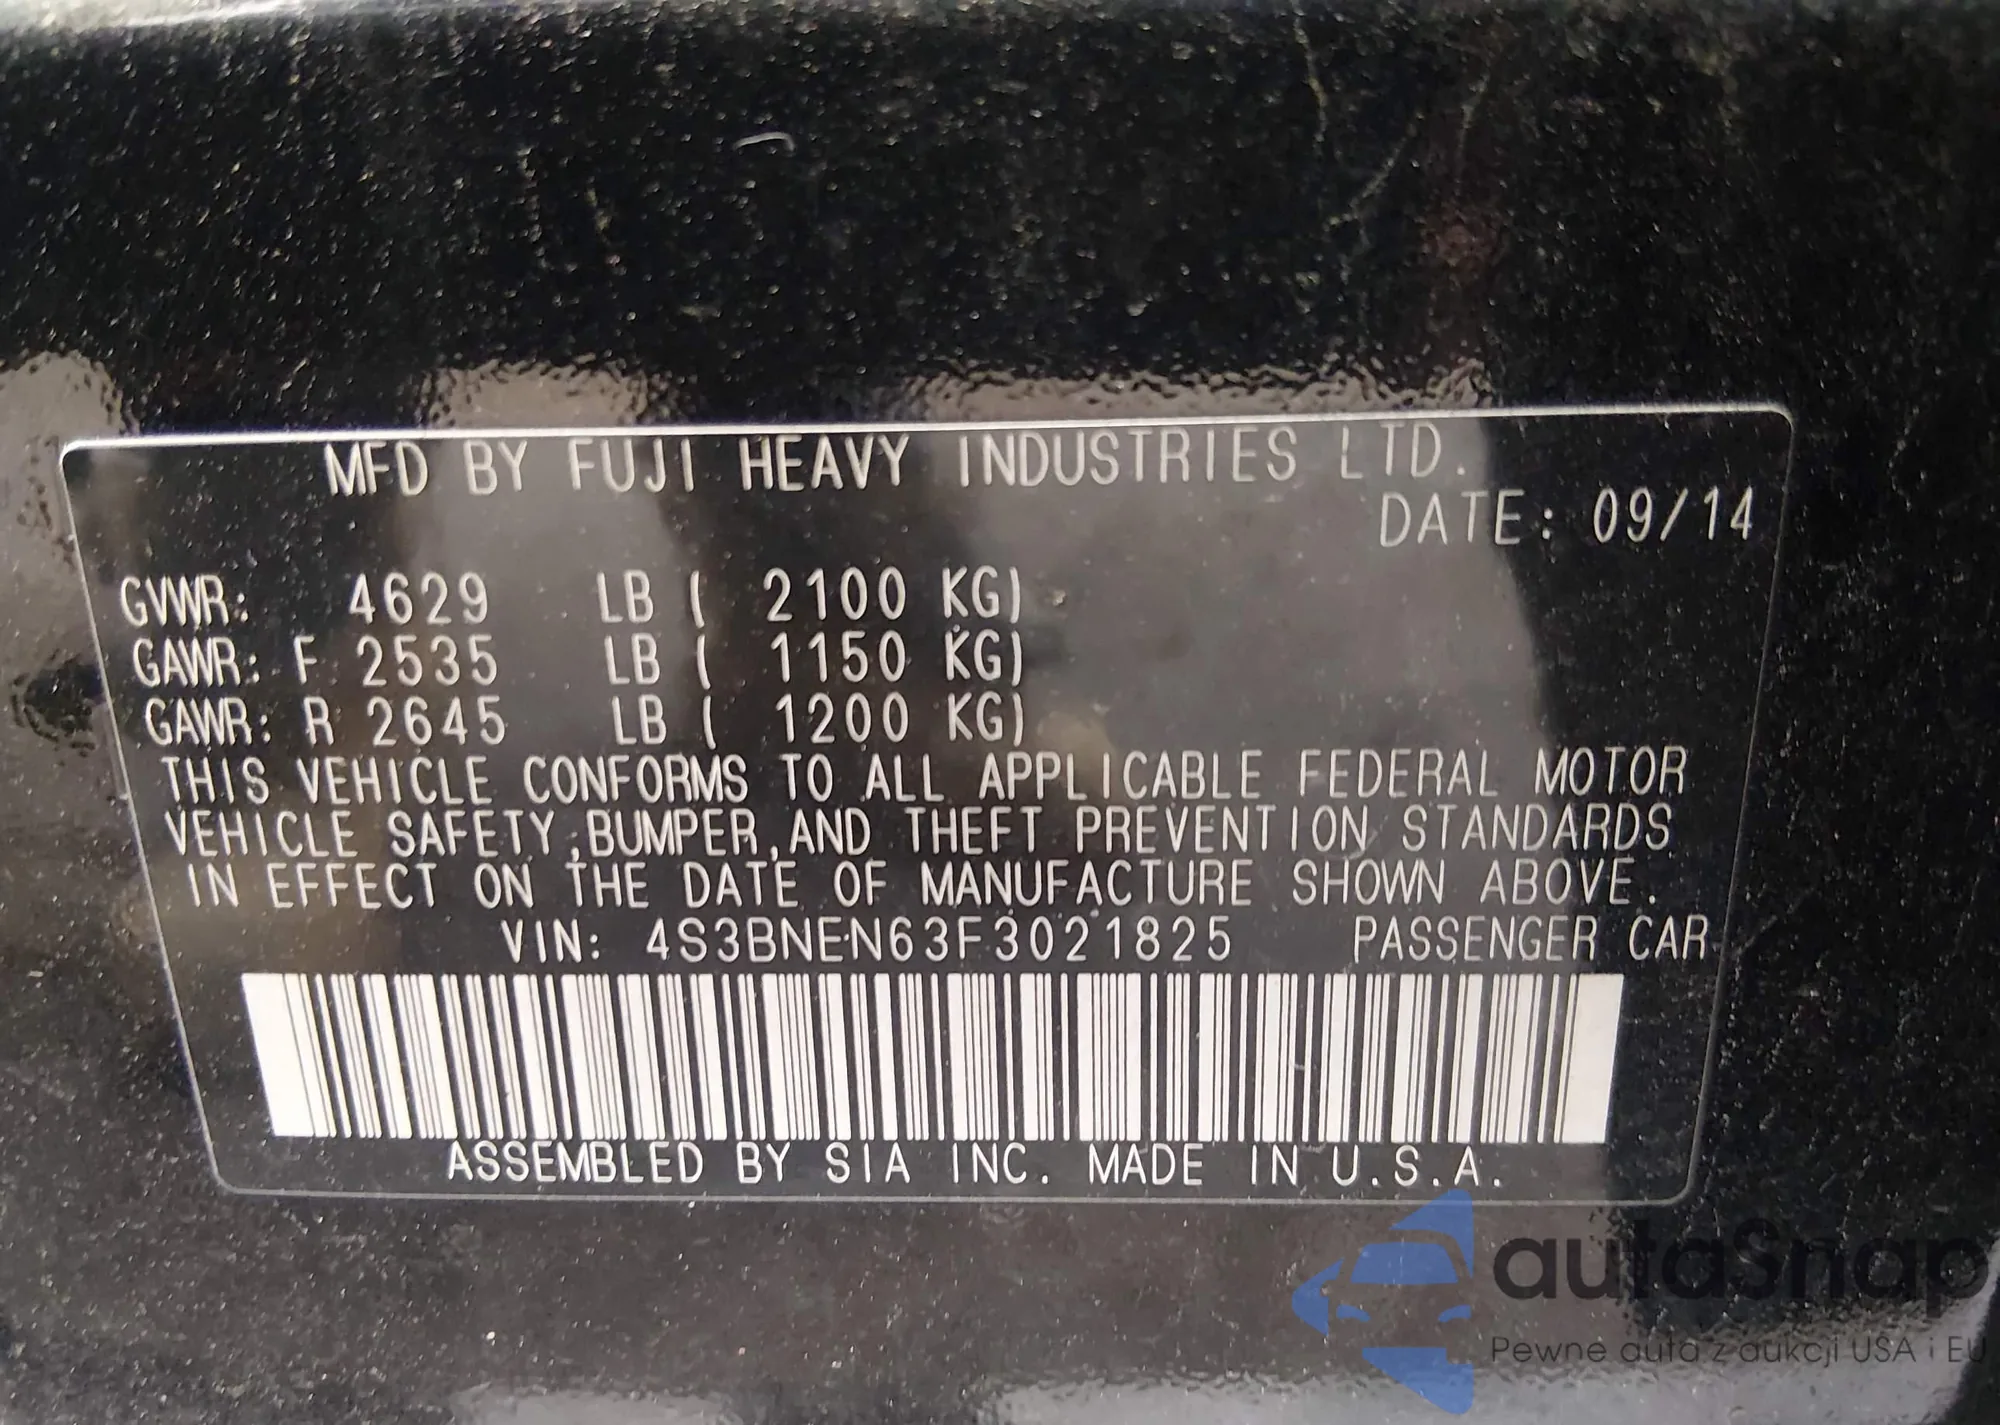 MFD BY FUJI HEAVY INDUSTRIES LTD.
DATE: 09/14
GVWR: 4629 LB ( 2100 KG)
GAWR: F 2535 LB ( 1150 KG)
GAWR: R 2645 LB ( 1200 KG)
THIS VEHICLE CONFORMS TO ALL APPLICABLE FEDERAL MOTOR
VEHICLE SAFETY,BUMPER,AND THEFT PREVENTION STANDARDS
IN EFFECT ON THE DATE OF MANUFACTURE SHOWN ABOVE.
VIN: 4S3BNEN63F3021825 PASSENGER CAR
ASSEMBLED BY SIA INC. MADE IN U.S.A.
autaSnap
Pewne auta z aukcji USA i EU